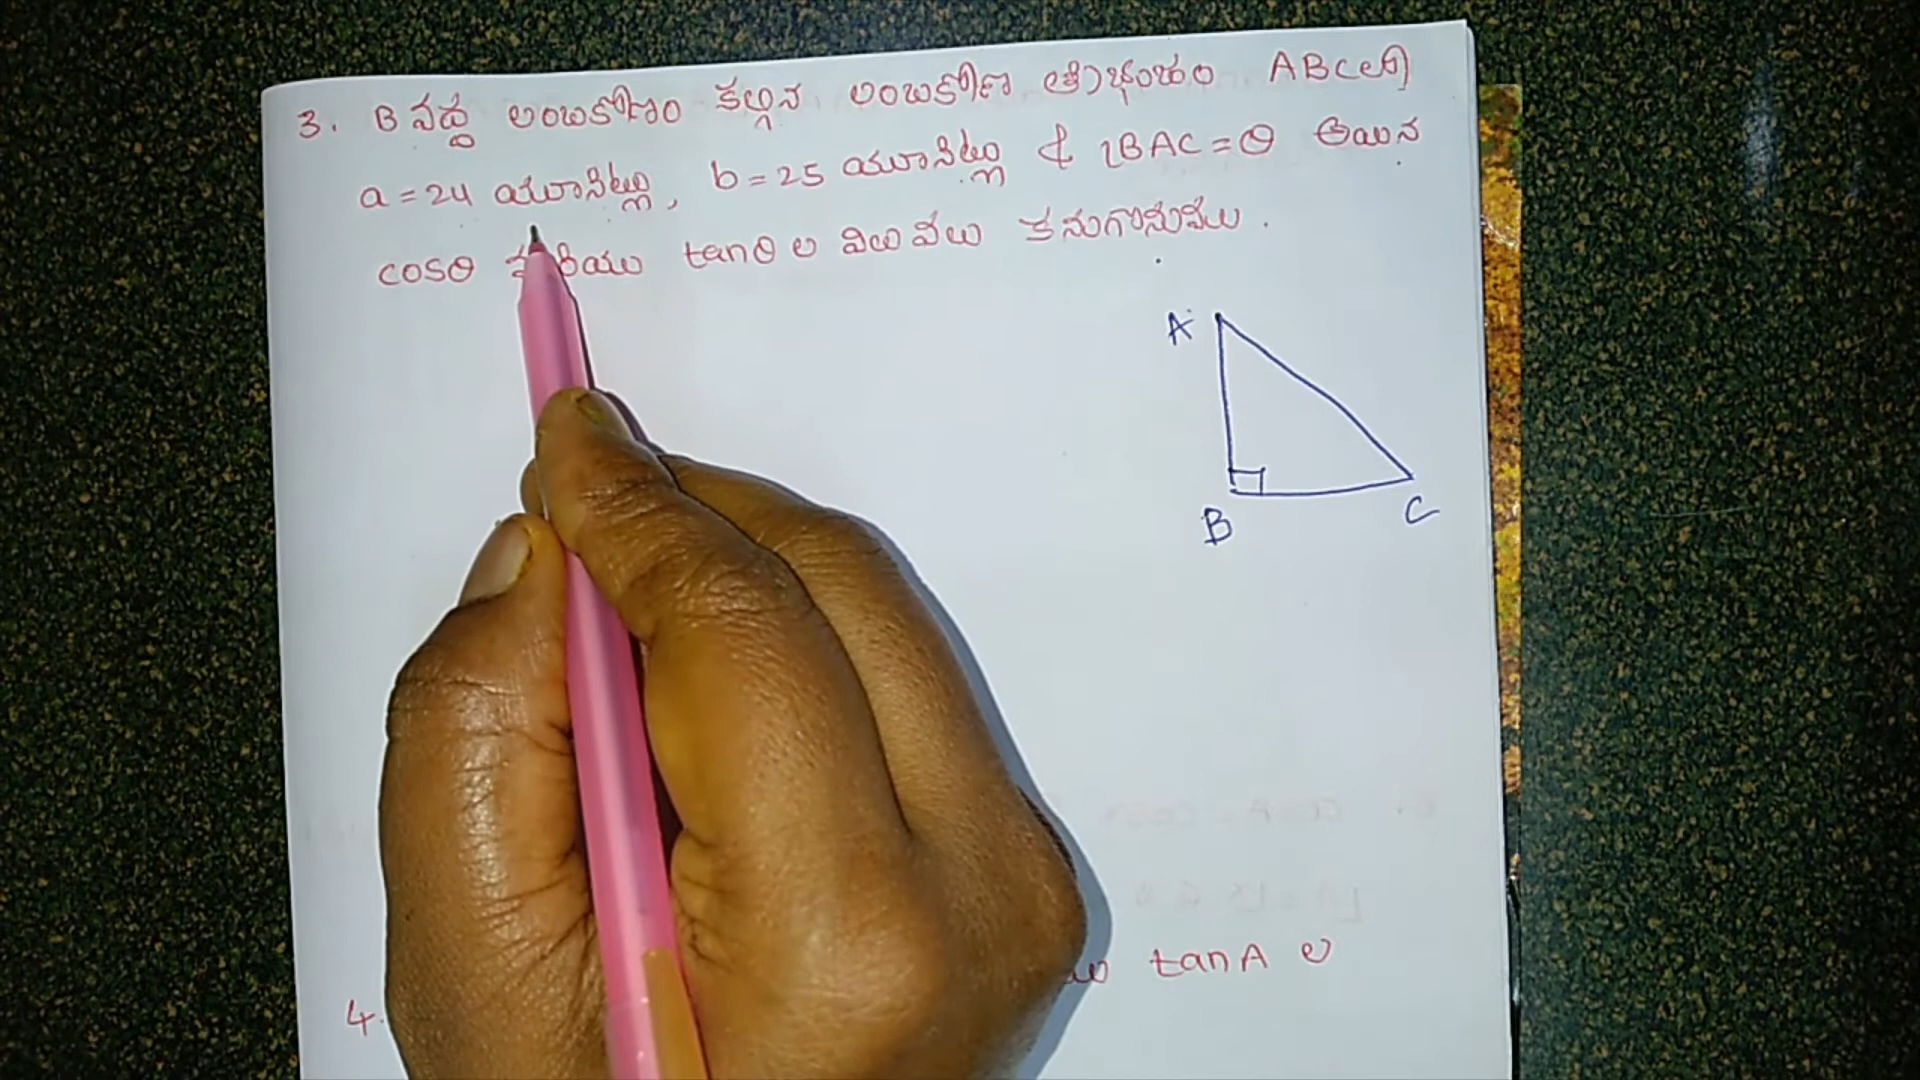 3. B వద్ద లంబకోణం కల్గిన లంబకోణ త్రిభుజం ABC లో
a = 24 యూనిట్లు, b = 25 యూనిట్లు & ∠BAC = θ అయిన
cosθ మరియు tanθ ల విలువలు కనుగొనుము.
A
B
C
tan A ల
4.